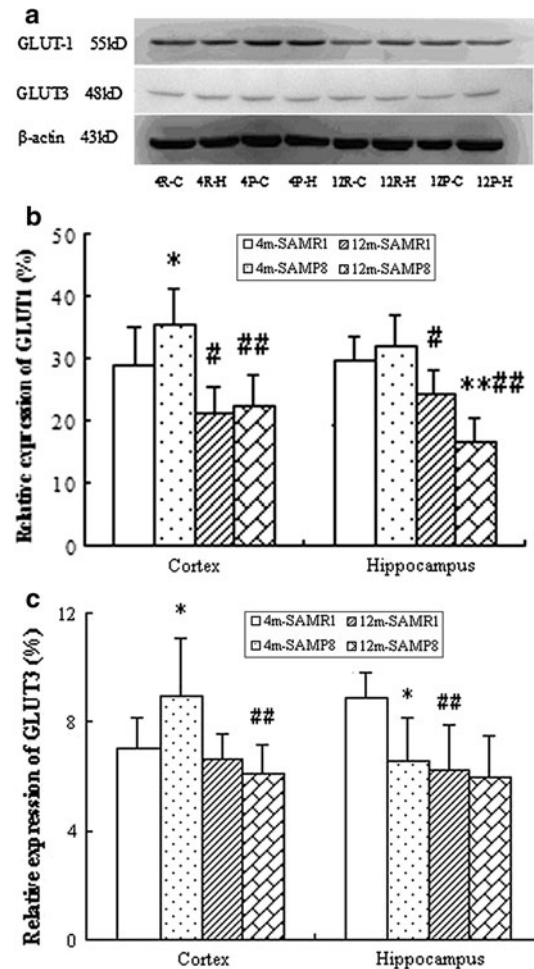 a
GLUT-1 55kD
GLUT3 48kD
β-actin 43kD
4R-C 4R-H 4P-C 4P-H 12R-C 12R-H 12P-C 12P-H
b
Relative expression of GLUT1 (%)
50
40
30
20
10
0
4m-SAMR1 12m-SAMR1
4m-SAMP8 12m-SAMP8
*
#
##
#
**##
Cortex Hippocampus
c
Relative expression of GLUT3 (%)
12
8
4
0
4m-SAMR1 12m-SAMR1
4m-SAMP8 12m-SAMP8
*
##
*
##
Cortex Hippocampus